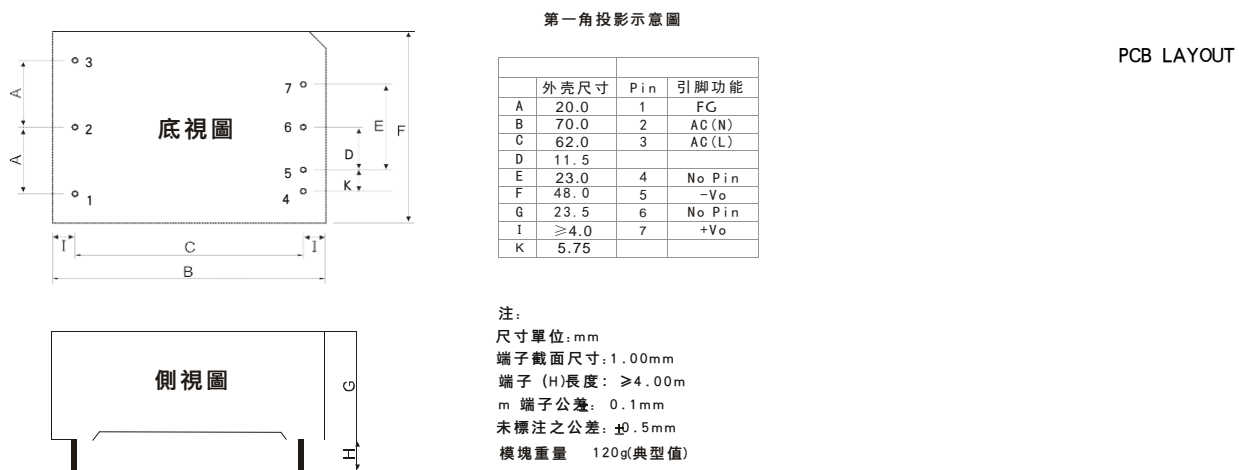 第一角投影示意圖
PCB LAYOUT
3
2
1
7
6
5
4
底視圖
A
A
E
F
D
K
I
C
I
B
外壳尺寸 Pin 引脚功能
A 20.0 1 FG
B 70.0 2 AC(N)
C 62.0 3 AC(L)
D 11.5
E 23.0 4 No Pin
F 48.0 5 -Vo
G 23.5 6 No Pin
I ≥4.0 7 +Vo
K 5.75
側視圖
G
H
注:
尺寸單位:mm
端子截面尺寸:1.00mm
端子 (H)長度: ≥4.00m
m 端子公差: ±0.1mm
未標注之公差: ±0.5mm
模塊重量 120g(典型值)